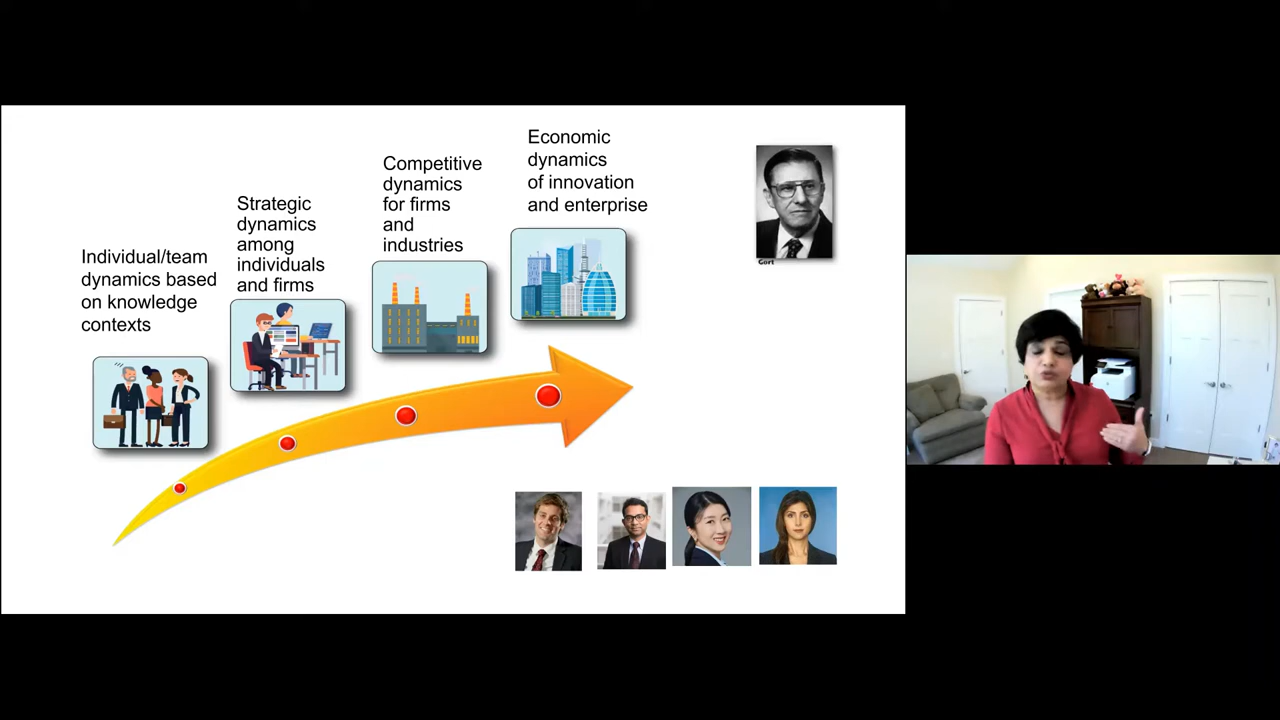 Individual/team
dynamics based
on knowledge
contexts
Strategic
dynamics
among
individuals
and firms
Competitive
dynamics
for firms
and
industries
Economic
dynamics
of innovation
and enterprise
Gort